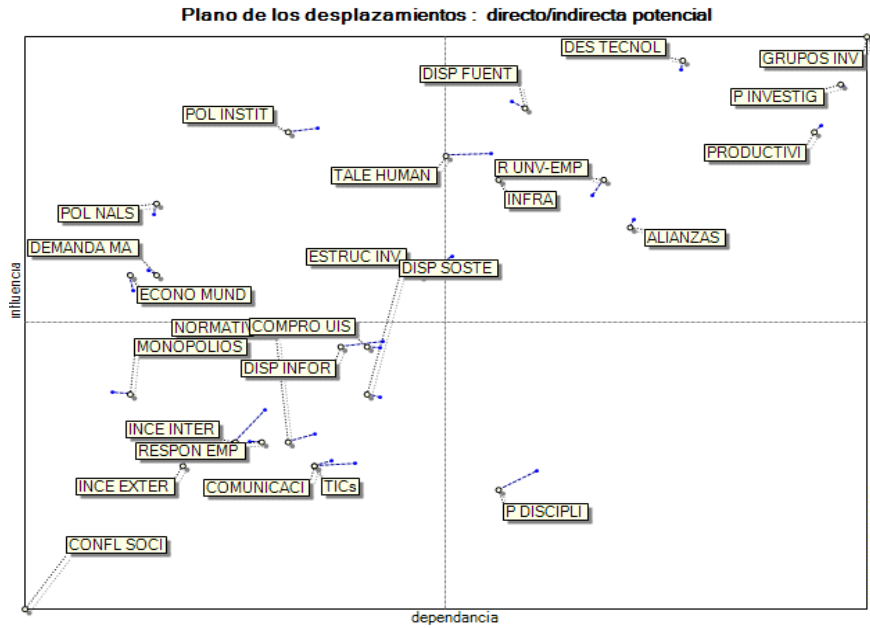 Plano de los desplazamientos : directo/indirecta potencial
DES TECNOL
GRUPOS INV
DISP FUENT
P INVESTIG
POL INSTIT
PRODUCTIVI
TALE HUMAN
R UNV-EMP
INFRA
POL NALS
ALIANZAS
DEMANDA MA
ESTRUC INV
DISP SOSTE
ECONO MUND
influencia
NORMATIV
COMPRO UIS
MONOPOLIOS
DISP INFOR
INCE INTER
RESPON EMP
INCE EXTER
COMUNICACI
TICs
P DISCIPLI
CONFL SOCI
dependancia